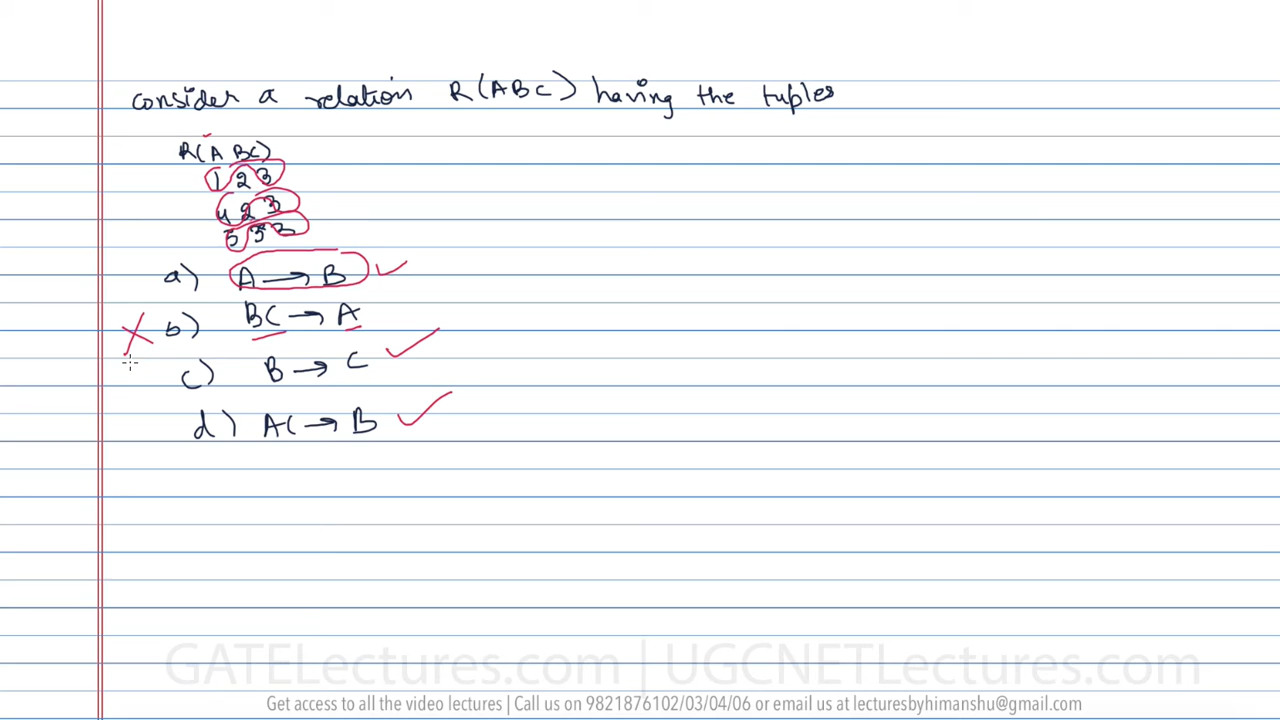 consider a relation R(ABC) having the tuples
R(A BC)
1 2 3
4 2 3
5 3 3
a) A → B
b) BC → A
c) B → C
d) AC → B
GATELectures.com | UGCNETLectures.com
Get access to all the video lectures | Call us on 9821876102/03/04/06 or email us at lecturesbyhimanshu@gmail.com